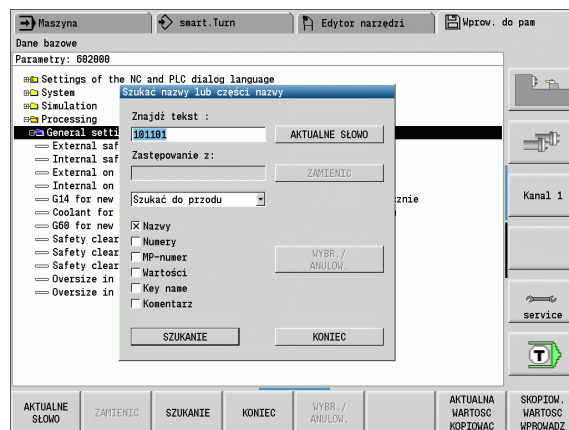 Maszyna
smart.Turn
Edytor narzędzi
Wprow. do pam
Dane bazowe
Parametry: 602000
Settings of the NC and PLC dialog language
System
Simulation
Processing
General setti
External saf
Internal saf
External on
Internal on
G14 for new
cznie
Coolant for
G60 for new
Safety clear
Safety clear
Safety clear
Oversize in
Oversize in
Szukać nazwy lub części nazwy
Znajdź tekst :
101101
AKTUALNE SŁOWO
Zastępowanie z:
ZAMIENIC
Szukać do przodu
Nazwy
Numery
MP-numer
Wartości
Key name
Komentarz
WYBR./
ANULOW.
SZUKANIE
KONIEC
Kanal 1
service
T
AKTUALNE
SŁOWO
ZAMIENIC
SZUKANIE
KONIEC
WYBR./
ANULOW.
AKTUALNA
WARTOSC
KOPIOWAC
SKOPIOW.
WARTOSC
WPROWADZ